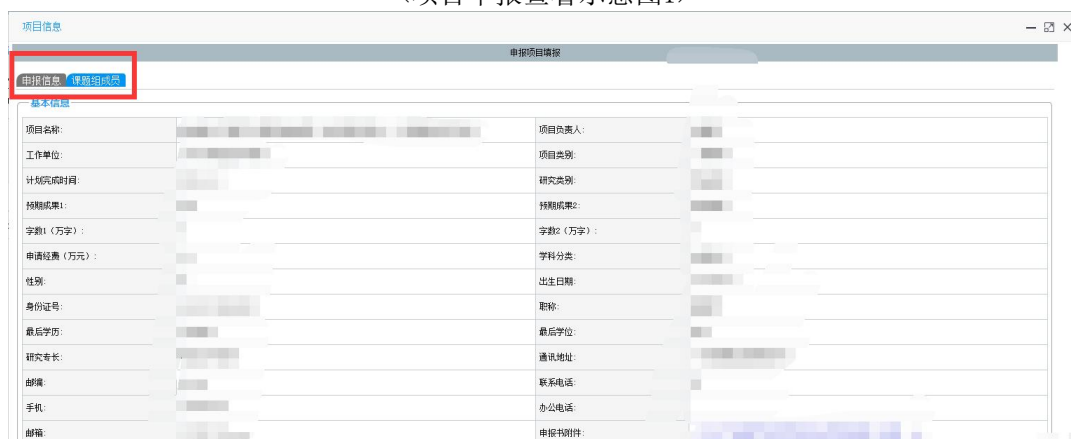 （项目申报查看示意图1）
项目信息
申报项目填报
申报信息 课题组成员
基本信息
项目名称: 项目负责人:
工作单位: 项目类别:
计划完成时间: 研究类别:
预期成果1: 预期成果2:
字数1（万字）: 字数2（万字）:
申请经费（万元）: 学科分类:
性别: 出生日期:
身份证号: 职称:
最后学历: 最后学位:
研究专长: 通讯地址:
邮编: 联系电话:
手机: 办公电话:
邮箱: 申报书附件: